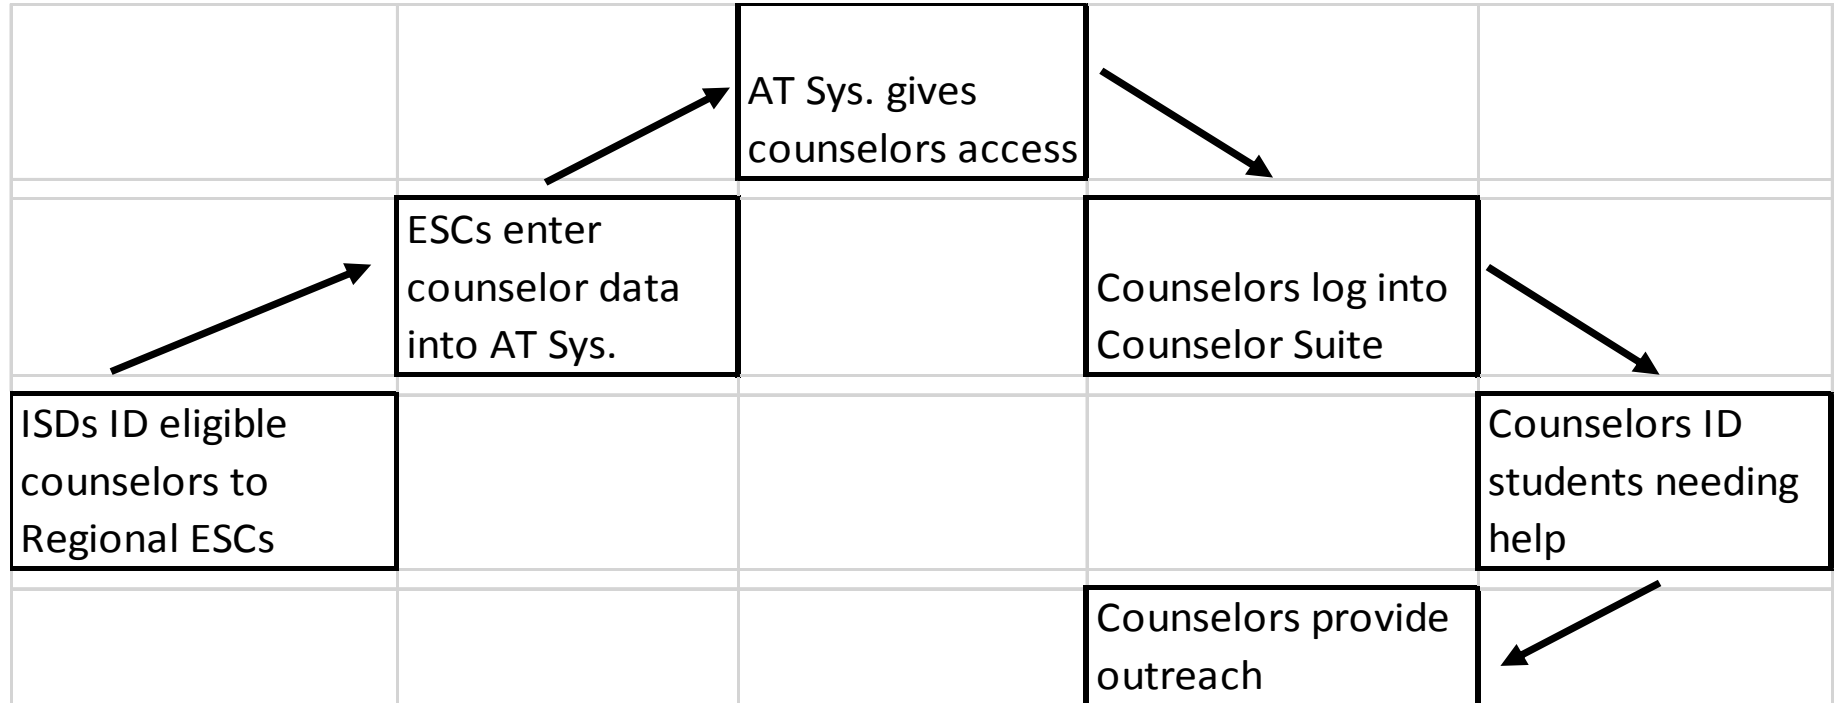 AT Sys. gives
counselors access
ESCs enter
counselor data
into AT Sys.
Counselors log into
Counselor Suite
ISDs ID eligible
counselors to
Regional ESCs
Counselors ID
students needing
help
Counselors provide
outreach